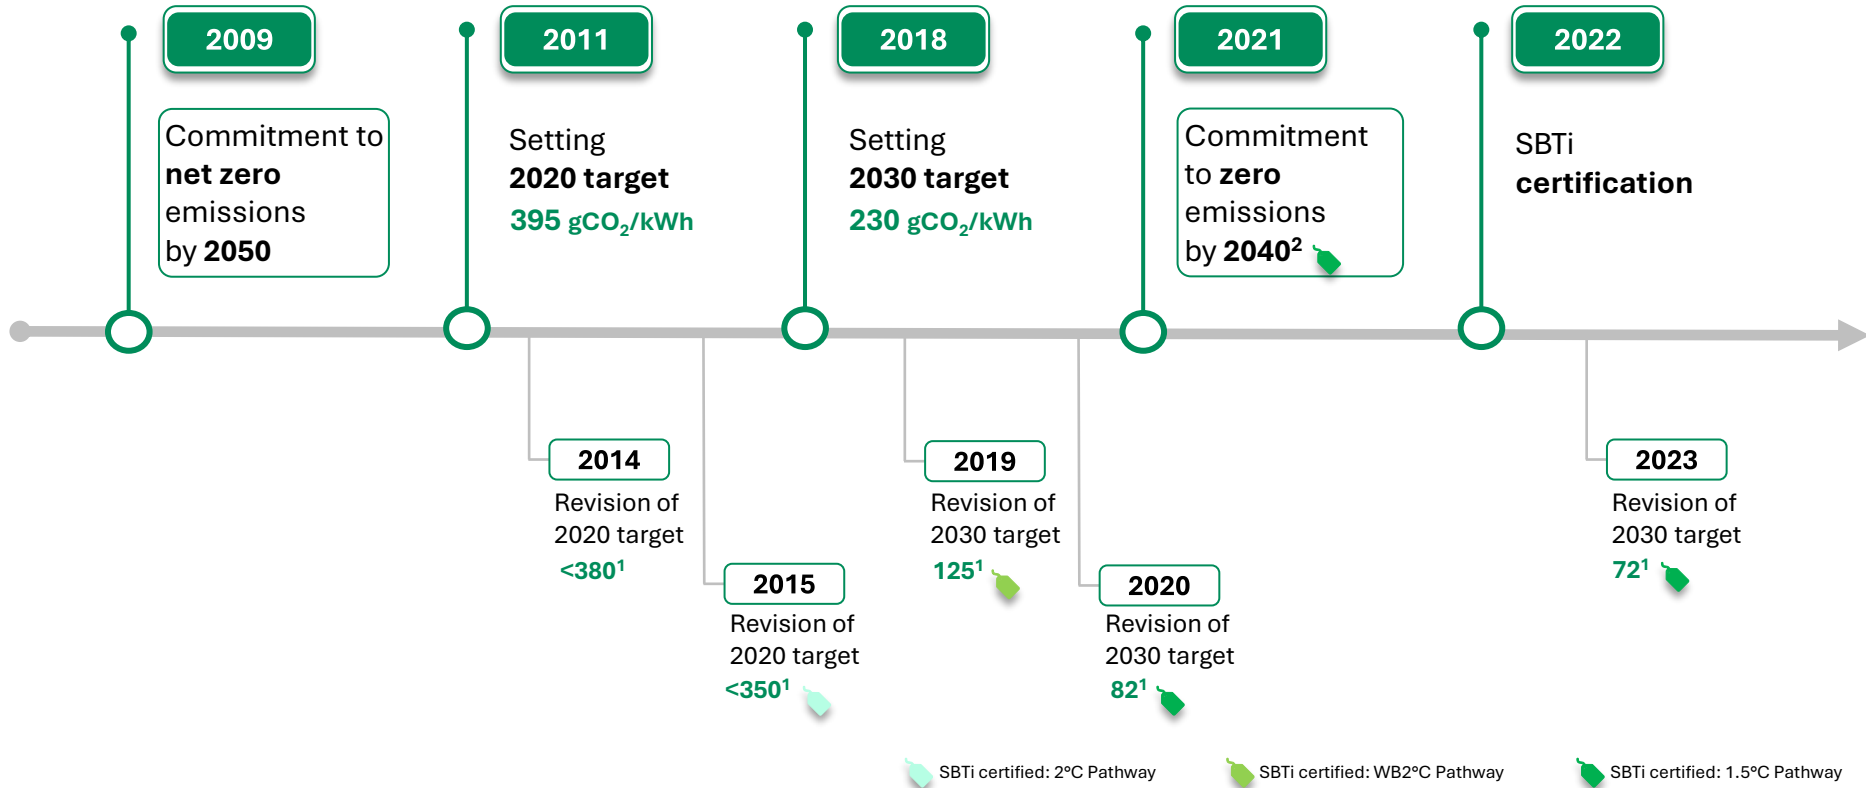 2009
Commitment to
net zero
emissions
by 2050
2011
Setting
2020 target
395 gCO₂/kWh
2018
Setting
2030 target
230 gCO₂/kWh
2021
Commitment
to zero
emissions
by 2040²
2022
SBTi
certification
2014
Revision of
2020 target
<380¹
2015
Revision of
2020 target
<350¹
2019
Revision of
2030 target
125¹
2020
Revision of
2030 target
82¹
2023
Revision of
2030 target
72¹
SBTi certified: 2°C Pathway
SBTi certified: WB2°C Pathway
SBTi certified: 1.5°C Pathway